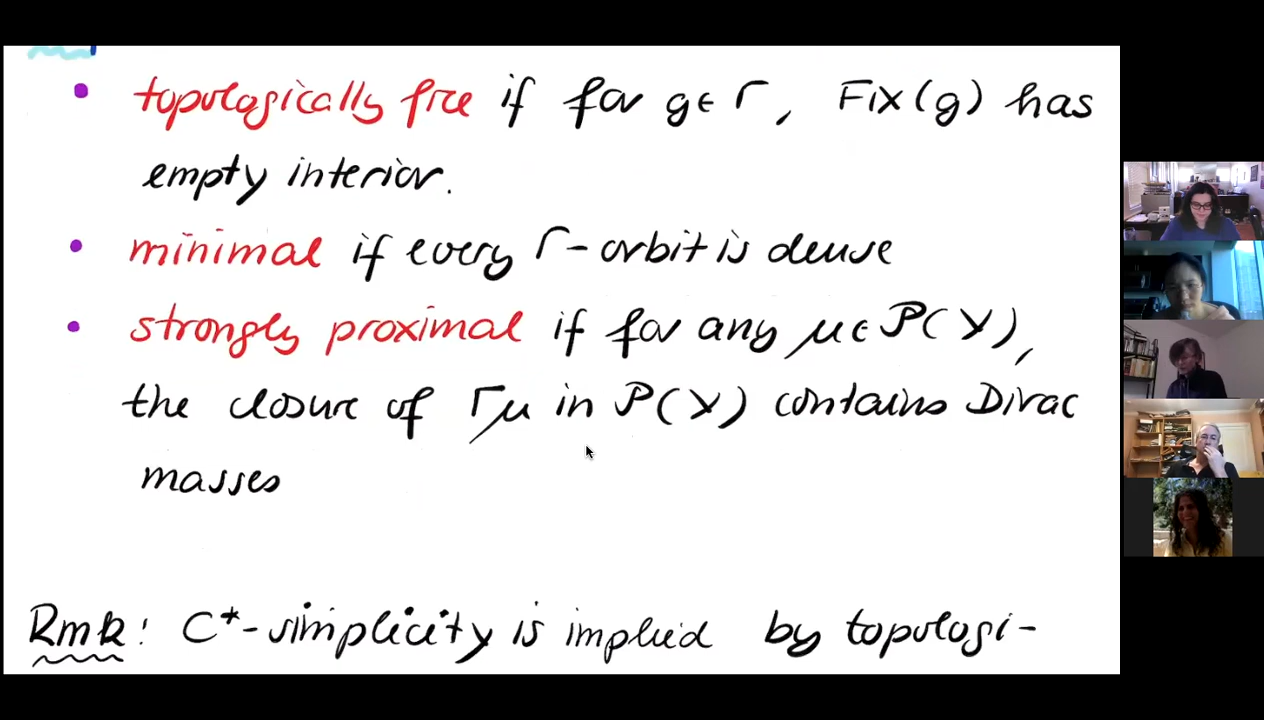 topologically free if for g∈ Γ, Fix(g) has
empty interior.
minimal if every Γ-orbit is dense
strongly proximal if for any μ∈ P(Y),
the closure of Γμ in P(Y) contains Dirac
masses
Rmk: C*-simplicity is implied by topologi-